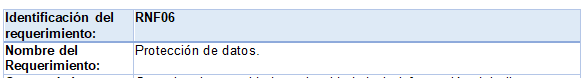 Identificación del RNF06
requerimiento:
Nombre del Protección de datos.
Requerimiento: